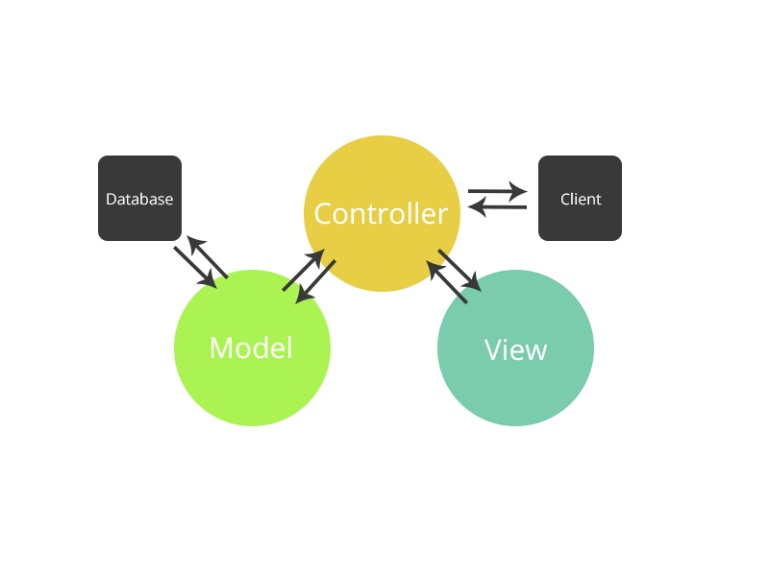 Database
Controller
Client
Model
View